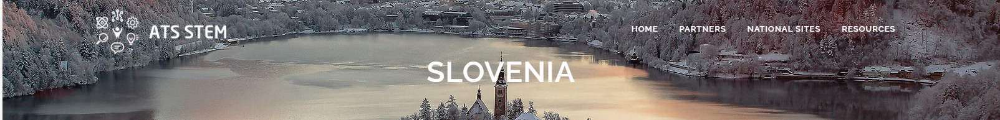 ATS STEM
HOME PARTNERS NATIONAL SITES RESOURCES
SLOVENIA